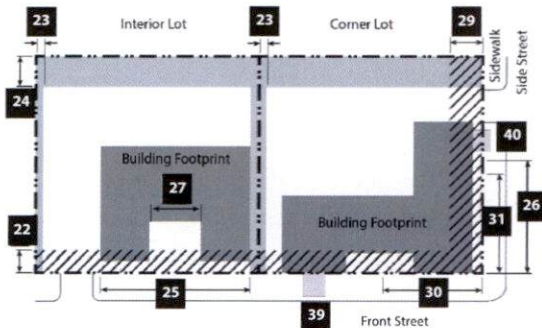 23
Interior Lot
23
Corner Lot
29
Sidewalk
Side Street
24
40
Building Footprint
27
26
31
Building Footprint
22
25
30
39
Front Street